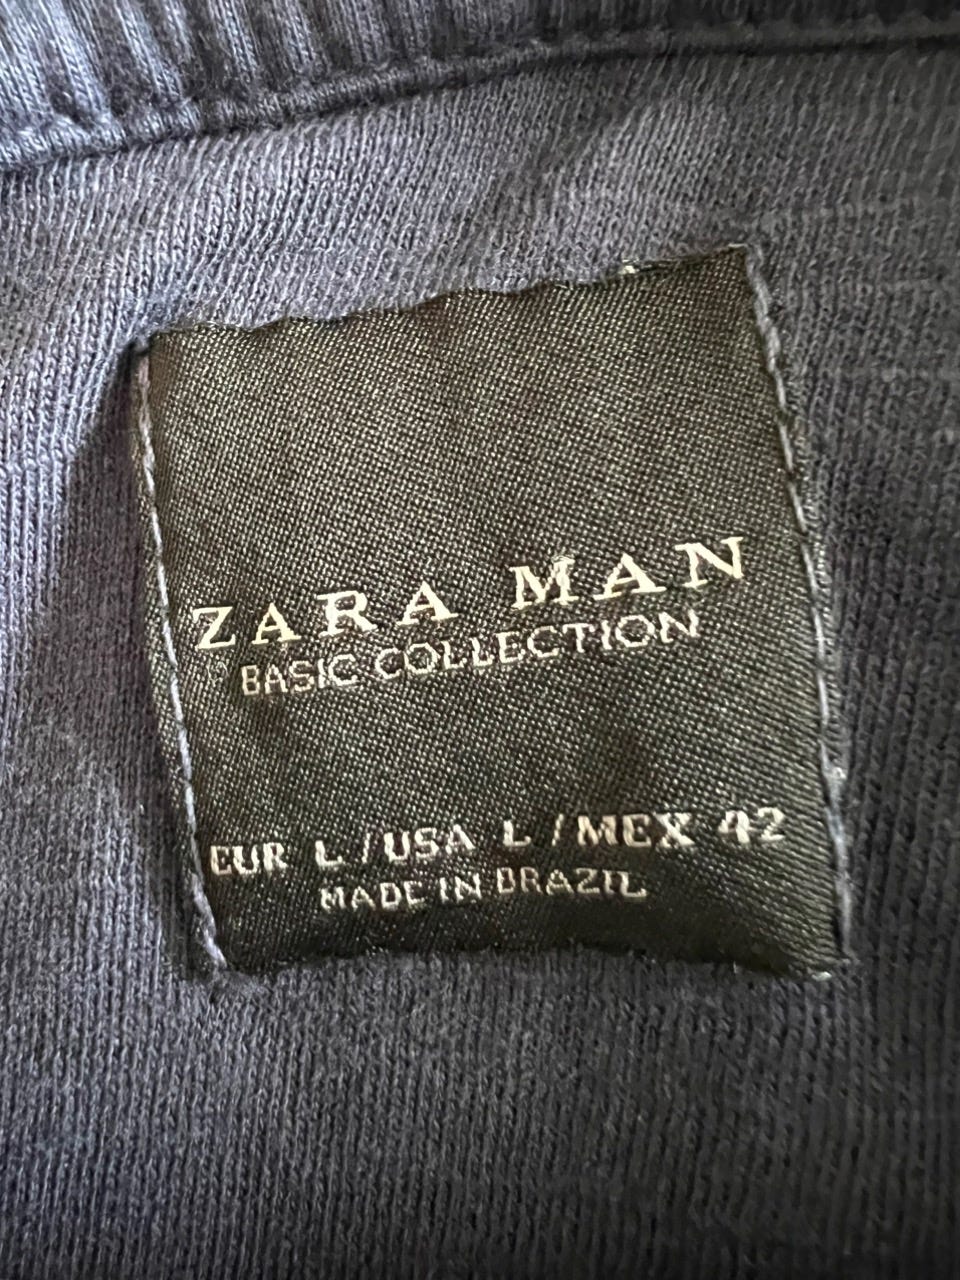 ZARA MAN
BASIC COLLECTION
EUR L / USA L / MEX 42
MADE IN BRAZIL